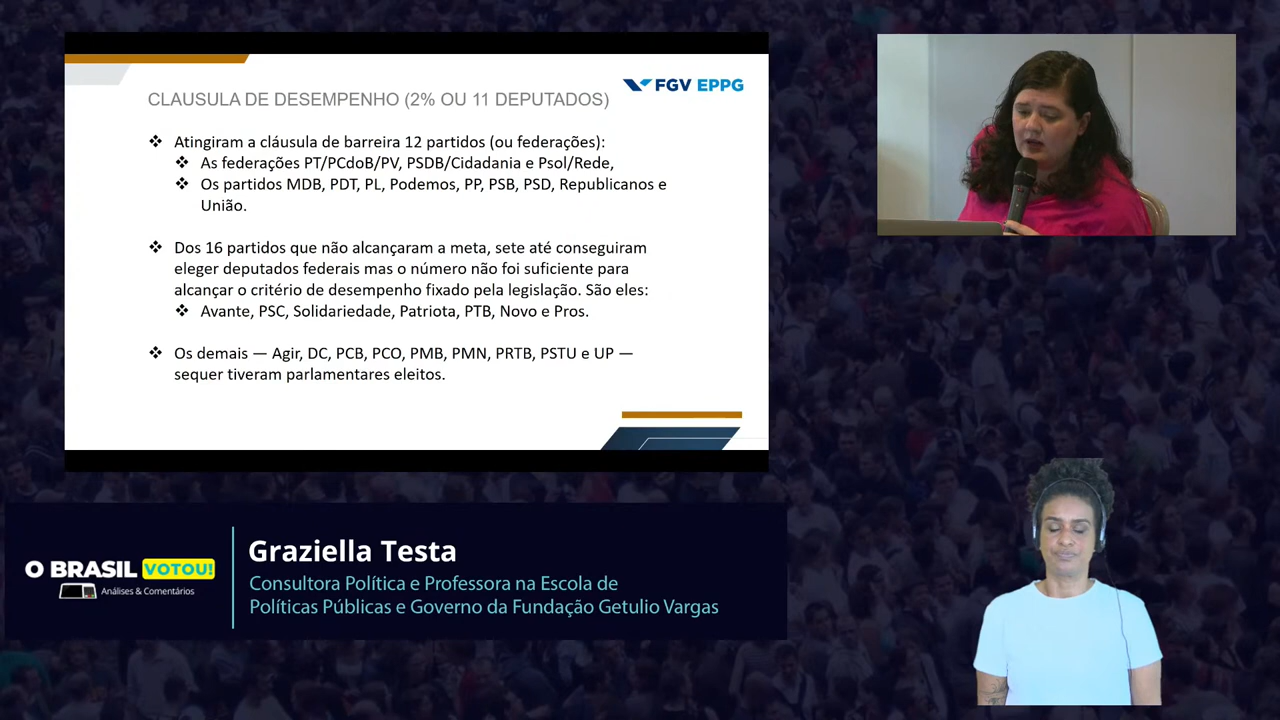 FGV EPPG
CLAUSULA DE DESEMPENHO (2% OU 11 DEPUTADOS)
❖ Atingiram a cláusula de barreira 12 partidos (ou federações):
❖ As federações PT/PCdoB/PV, PSDB/Cidadania e Psol/Rede,
❖ Os partidos MDB, PDT, PL, Podemos, PP, PSB, PSD, Republicanos e
União.
❖ Dos 16 partidos que não alcançaram a meta, sete até conseguiram
eleger deputados federais mas o número não foi suficiente para
alcançar o critério de desempenho fixado pela legislação. São eles:
❖ Avante, PSC, Solidariedade, Patriota, PTB, Novo e Pros.
❖ Os demais — Agir, DC, PCB, PCO, PMB, PMN, PRTB, PSTU e UP —
sequer tiveram parlamentares eleitos.
O BRASIL VOTOU!
Análises & Comentários
Graziella Testa
Consultora Política e Professora na Escola de
Políticas Públicas e Governo da Fundação Getulio Vargas